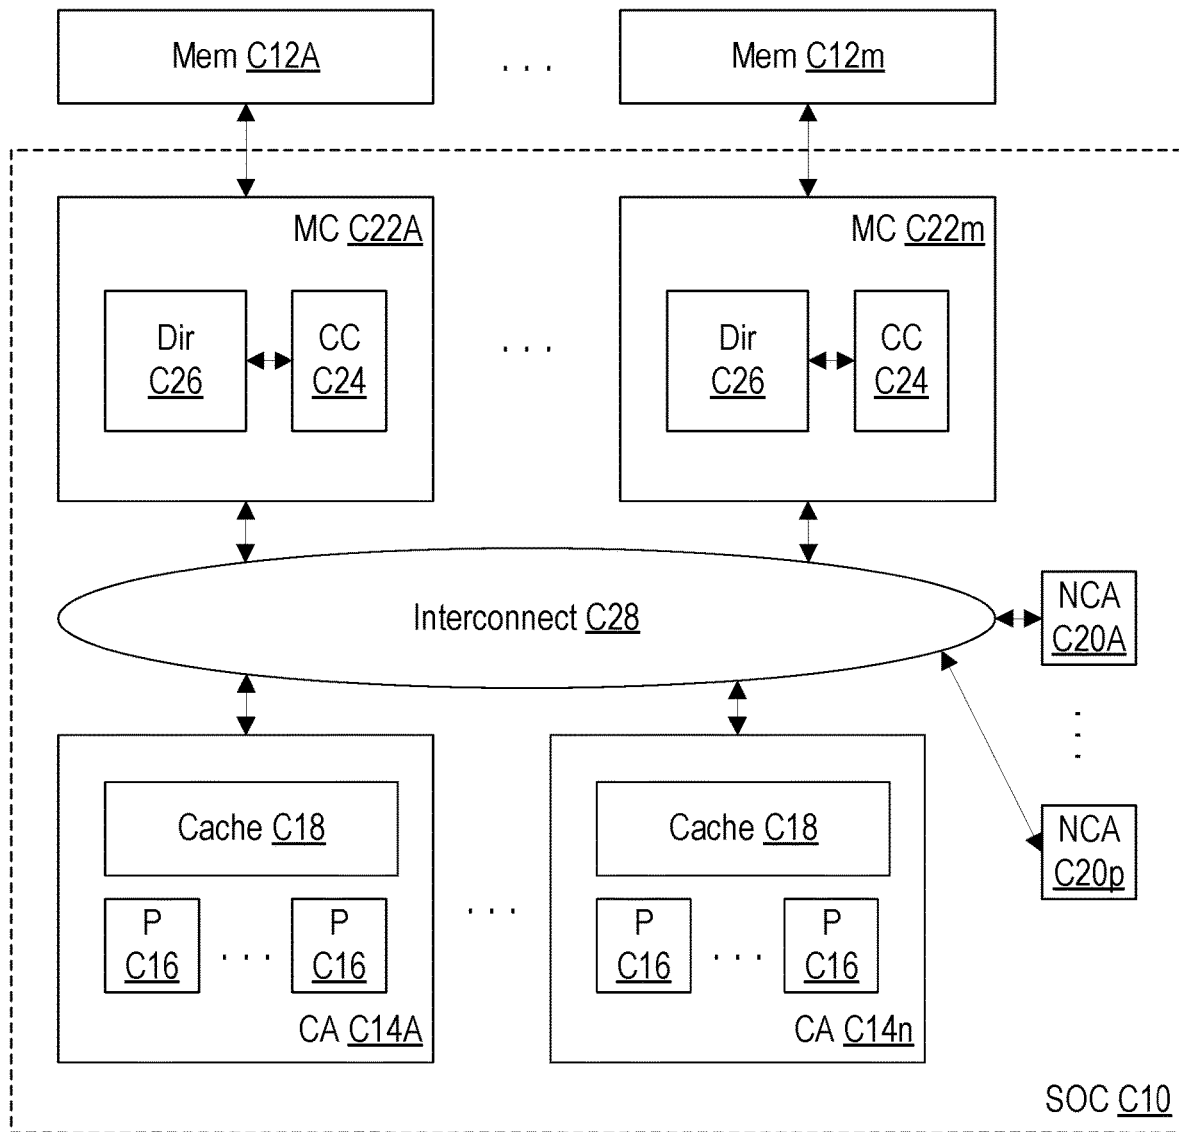 Mem C12A
. . .
Mem C12m
MC C22A
MC C22m
Dir
C26
CC
C24
. . .
Dir
C26
CC
C24
Interconnect C28
NCA
C20A
. . .
NCA
C20p
Cache C18
Cache C18
P
C16
. . .
P
C16
. . .
P
C16
. . .
P
C16
CA C14A
CA C14n
SOC C10